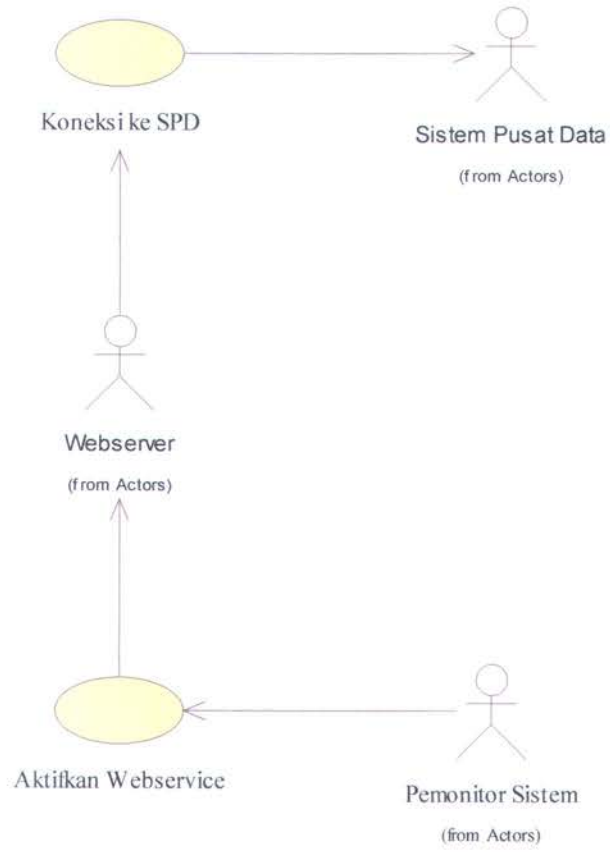 Koneksi ke SPD
Sistem Pusat Data
(from Actors)
Webserver
(from Actors)
Aktifkan Webservice
Pemonitor Sistem
(from Actors)